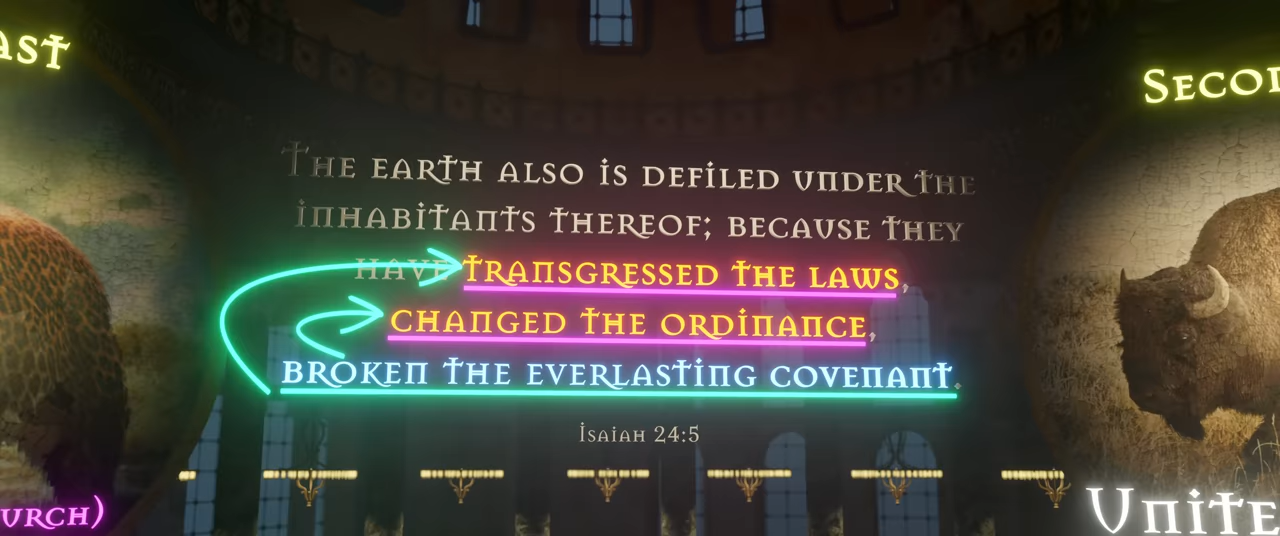 AST
SECON
THE EARTH ALSO IS DEFILED UNDER THE
INHABITANTS THEREOF; BECAUSE THEY
HAVE TRANSGRESSED THE LAWS,
CHANGED THE ORDINANCE,
BROKEN THE EVERLASTING COVENANT.
ISAIAH 24:5
URCH)
UNITE